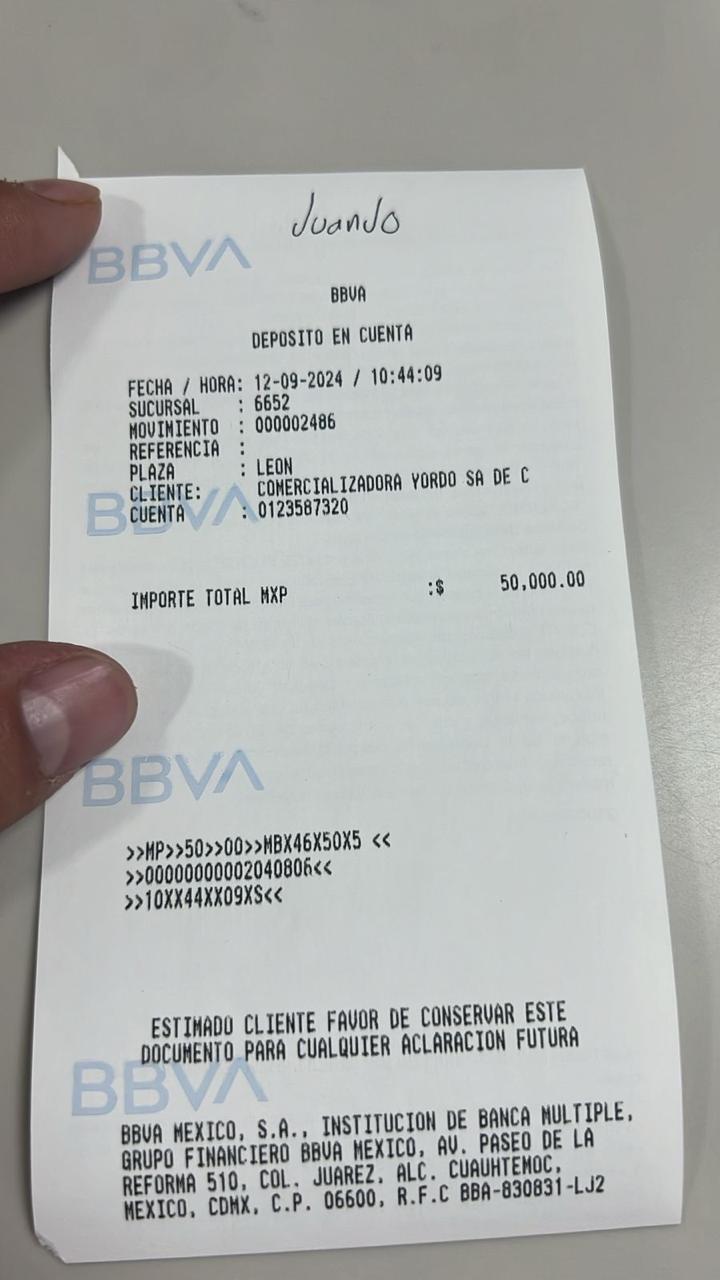 Juanjo
BBVA
BBVA
DEPOSITO EN CUENTA
FECHA / HORA: 12-09-2024 / 10:44:09
SUCURSAL : 6652
MOVIMIENTO : 000002486
REFERENCIA :
PLAZA : LEON
CLIENTE: COMERCIALIZADORA YORDO SA DE C
BBVA
CUENTA : 0123587320
IMPORTE TOTAL MXP :$ 50,000.00
BBVA
>>MP>>50>>00>>MBX46X50X5 <<
>>00000000002040806<<
>>10XX44XX09XS<<
ESTIMADO CLIENTE FAVOR DE CONSERVAR ESTE
DOCUMENTO PARA CUALQUIER ACLARACION FUTURA
BBVA
BBVA MEXICO, S.A., INSTITUCION DE BANCA MULTIPLE,
GRUPO FINANCIERO BBVA MEXICO, AV. PASEO DE LA
REFORMA 510, COL. JUAREZ, ALC. CUAUHTEMOC,
MEXICO, CDMX, C.P. 06600, R.F.C BBA-830831-LJ2